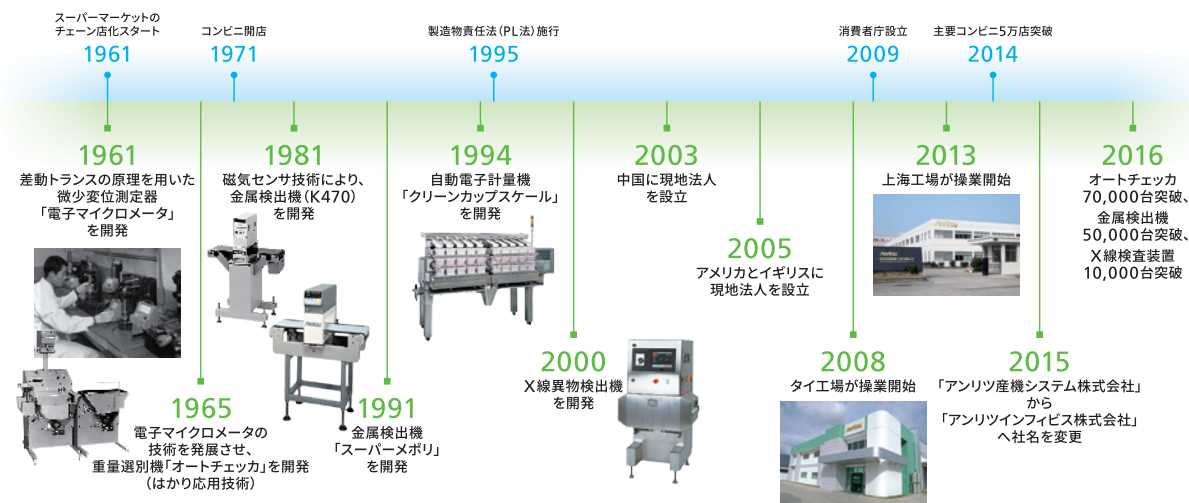 スーパーマーケットの
チェーン店化スタート
1961
コンビニ開店
1971
製造物責任法（PL法）施行
1995
消費者庁設立
2009
主要コンビニ5万店突破
2014
1961
差動トランスの原理を用いた
微少変位測定器
「電子マイクロメータ」
を開発
1965
電子マイクロメータの
技術を発展させ、
重量選別機「オートチェッカ」を開発
（はかり応用技術）
1981
磁気センサ技術により、
金属検出機（K470）
を開発
1991
金属検出機
「スーパーメポリ」
を開発
1994
自動電子計量機
「クリーンカップスケール」
を開発
2000
X線異物検出機
を開発
2003
中国に現地法人
を設立
2005
アメリカとイギリスに
現地法人を設立
2008
タイ工場が操業開始
2013
上海工場が操業開始
2015
「アンリツ産機システム株式会社」
から
「アンリツインフィビス株式会社」
へ社名を変更
2016
オートチェッカ
70,000台突破、
金属検出機
50,000台突破、
X線検査装置
10,000台突破